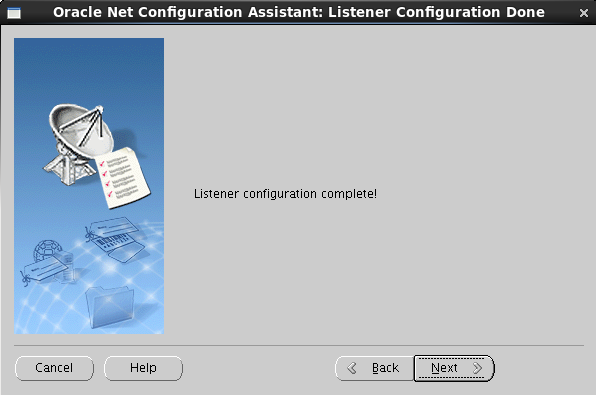 Oracle Net Configuration Assistant: Listener Configuration Done
Listener configuration complete!
Cancel
Help
Back
Next